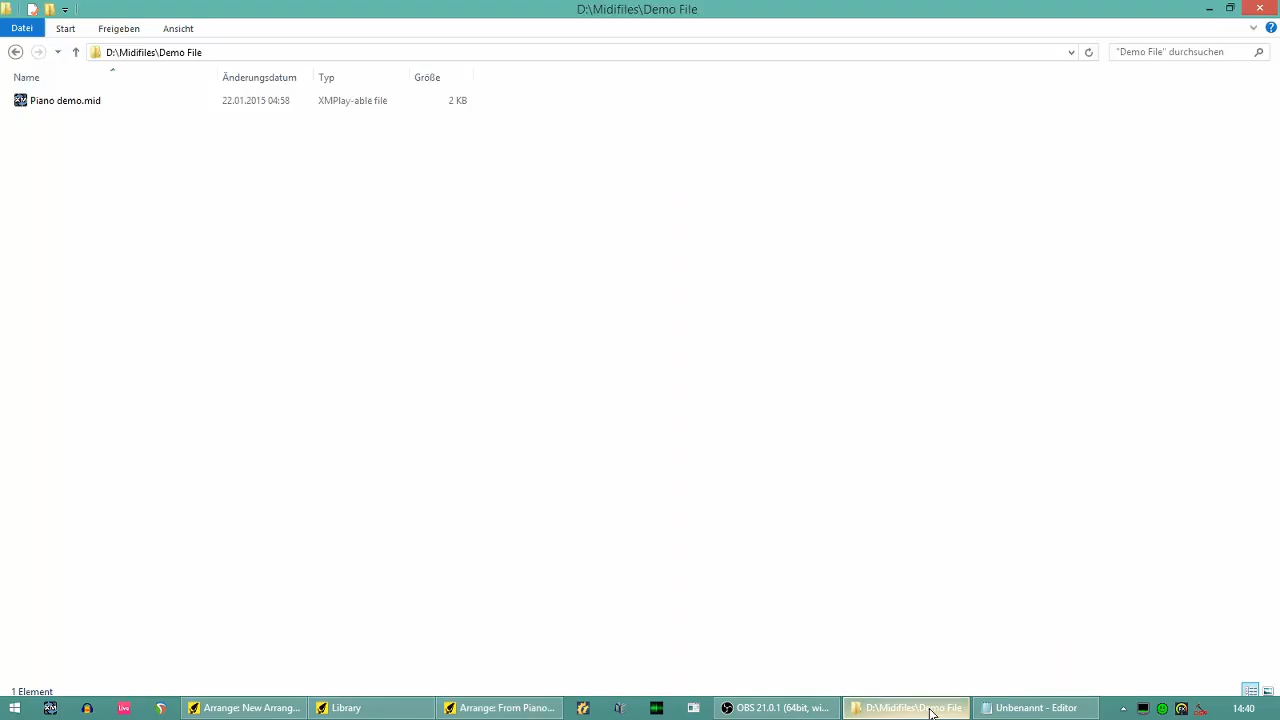 D:\Midifiles\Demo File
Datei Start Freigeben Ansicht
D:\Midifiles\Demo File
"Demo File" durchsuchen
Name Änderungsdatum Typ Größe
Piano demo.mid 22.01.2015 04:58 XMPlay-able file 2 KB
1 Element
Arrange: New Arrang... Library Arrange: From Piano... OBS 21.0.1 (64bit, wi... D:\Midifiles\Demo File Unbenannt - Editor 14:40